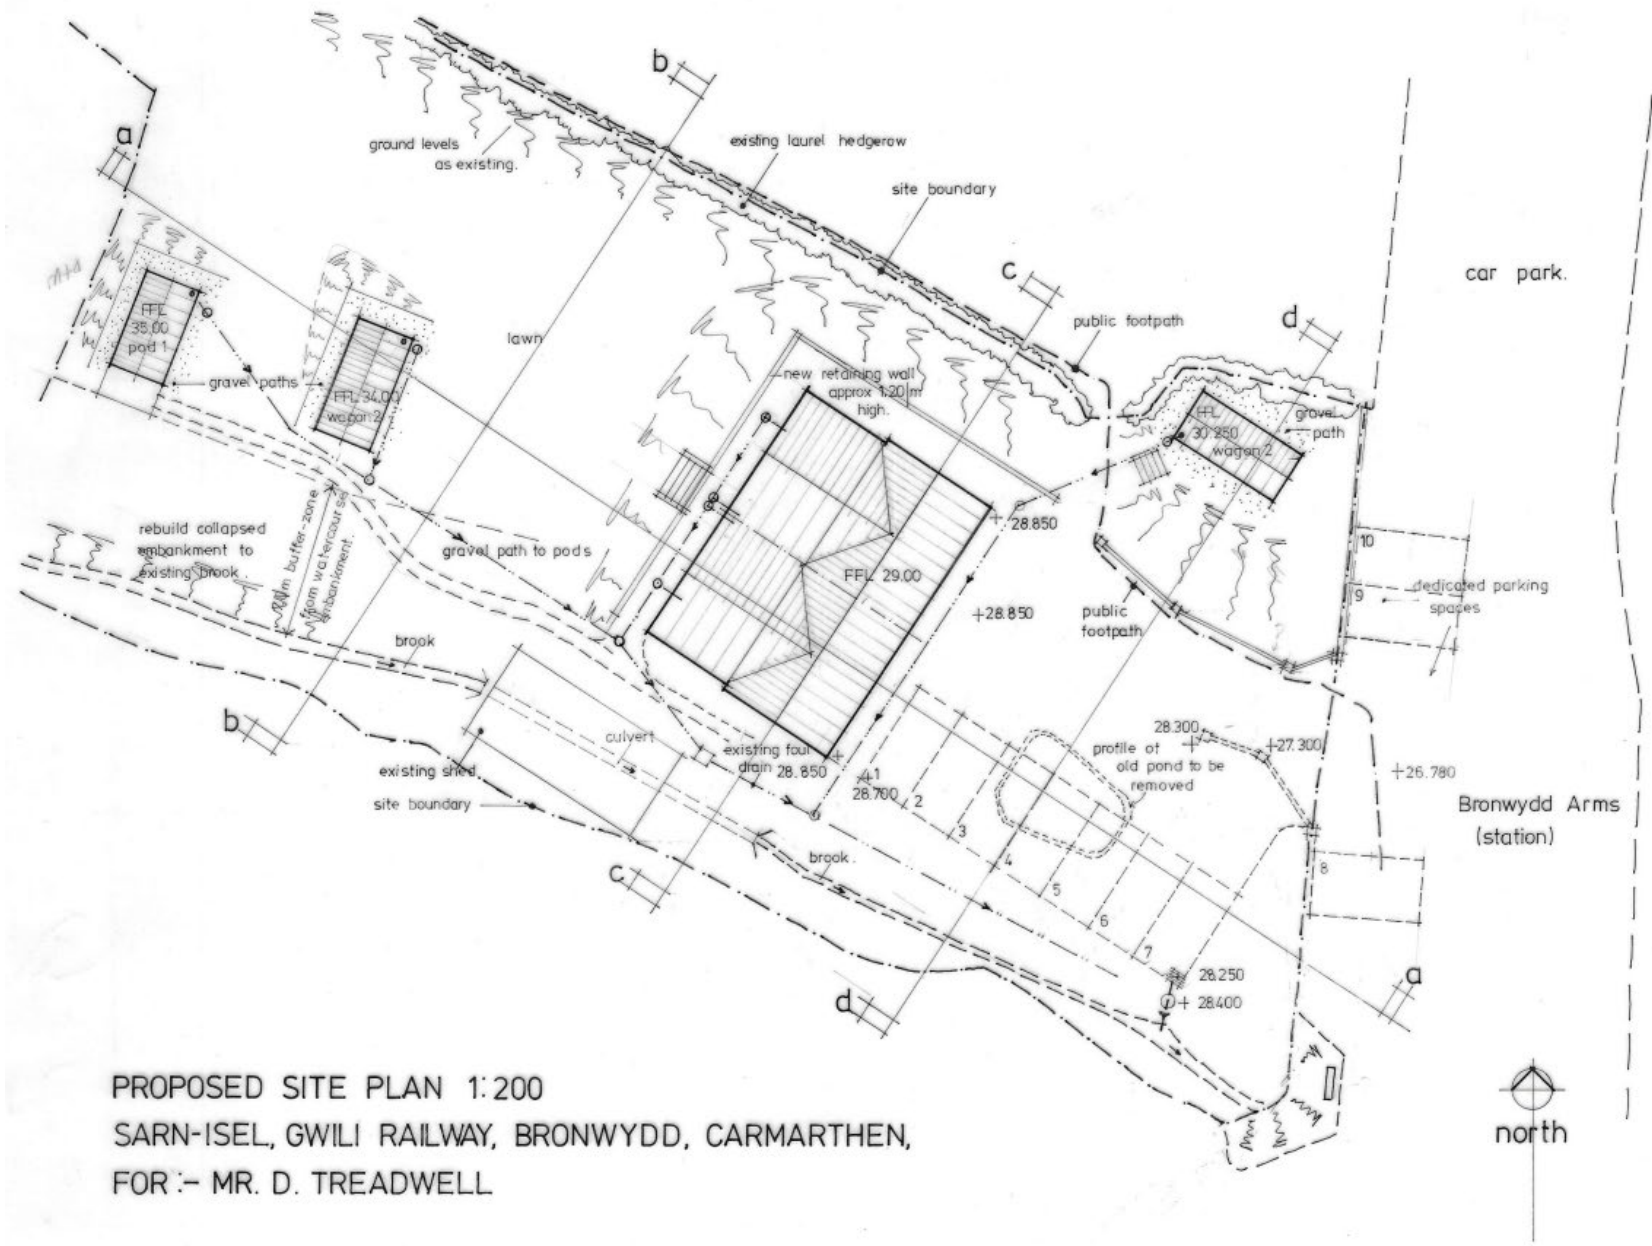 b
a
ground levels
as existing.
existing laurel hedgerow
site boundary
c
public footpath
d
car park.
FFL
35.00
pod 1
gravel paths
FFL 34.00
wagon 2
lawn
new retaining wall
approx 1.20 m
high.
FFL
30.250
wagon 2
gravel
path
28.850
FFL 29.00
28.850
rebuild collapsed
embankment to
existing brook
buffer-zone
from watercourse
embankment.
gravel path to pods
public
footpath
10
9
dedicated parking
spaces
brook
b
culvert
existing shed
site boundary
existing foul
drain
28.850
1
28.700
2
3
4
5
6
7
profile of
old pond to be
removed
28.300
27.300
26.780
Bronwydd Arms
(station)
8
brook.
c
d
28.250
28.400
a
north
PROPOSED SITE PLAN 1:200
SARN-ISEL, GWILI RAILWAY, BRONWYDD, CARMARTHEN,
FOR:- MR. D. TREADWELL